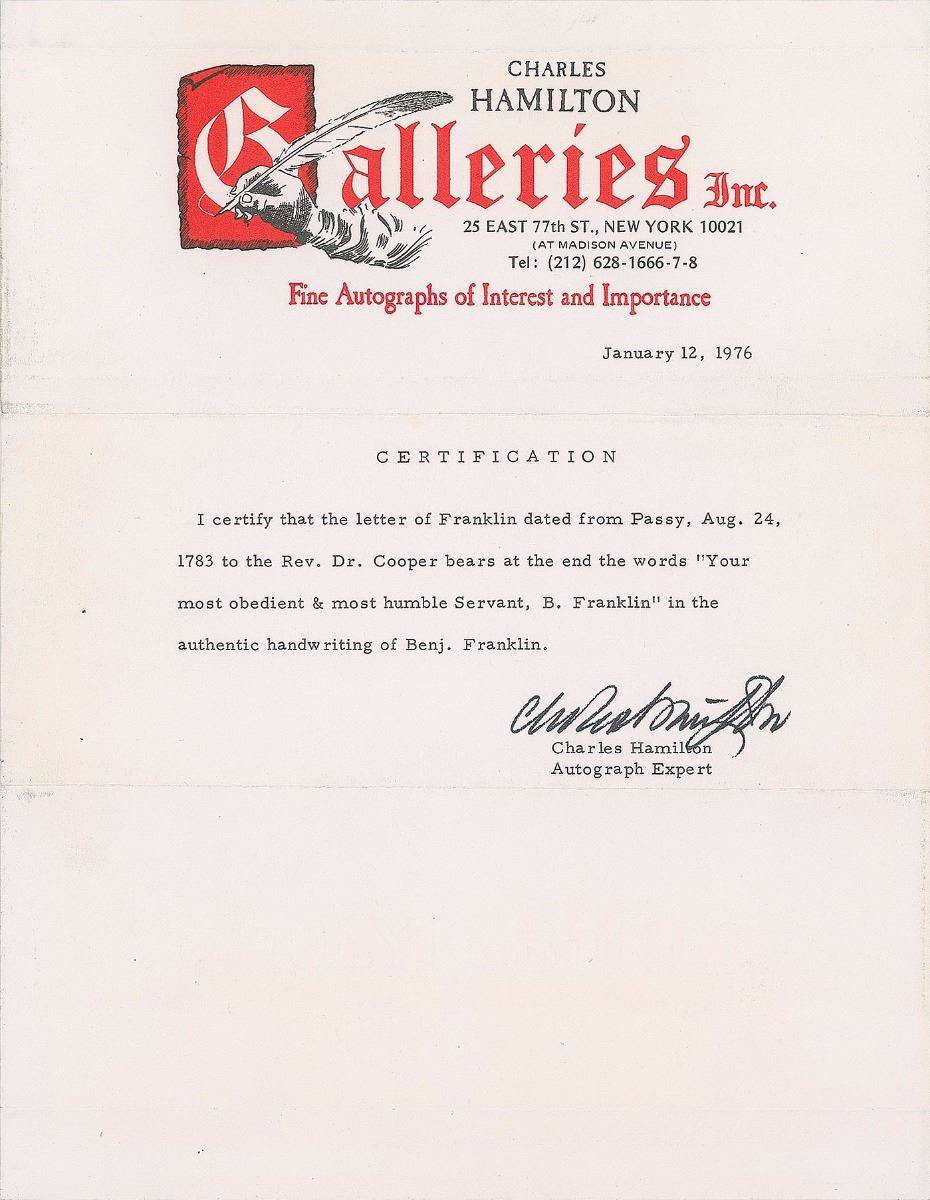 CHARLES
HAMILTON
Galleries Inc.
25 EAST 77th ST., NEW YORK 10021
(AT MADISON AVENUE)
Tel: (212) 628-1666-7-8
Fine Autographs of Interest and Importance
January 12, 1976
CERTIFICATION
I certify that the letter of Franklin dated from Passy, Aug. 24,
1783 to the Rev. Dr. Cooper bears at the end the words "Your
most obedient & most humble Servant, B. Franklin" in the
authentic handwriting of Benj. Franklin.
Charles Hamilton
Charles Hamilton
Autograph Expert